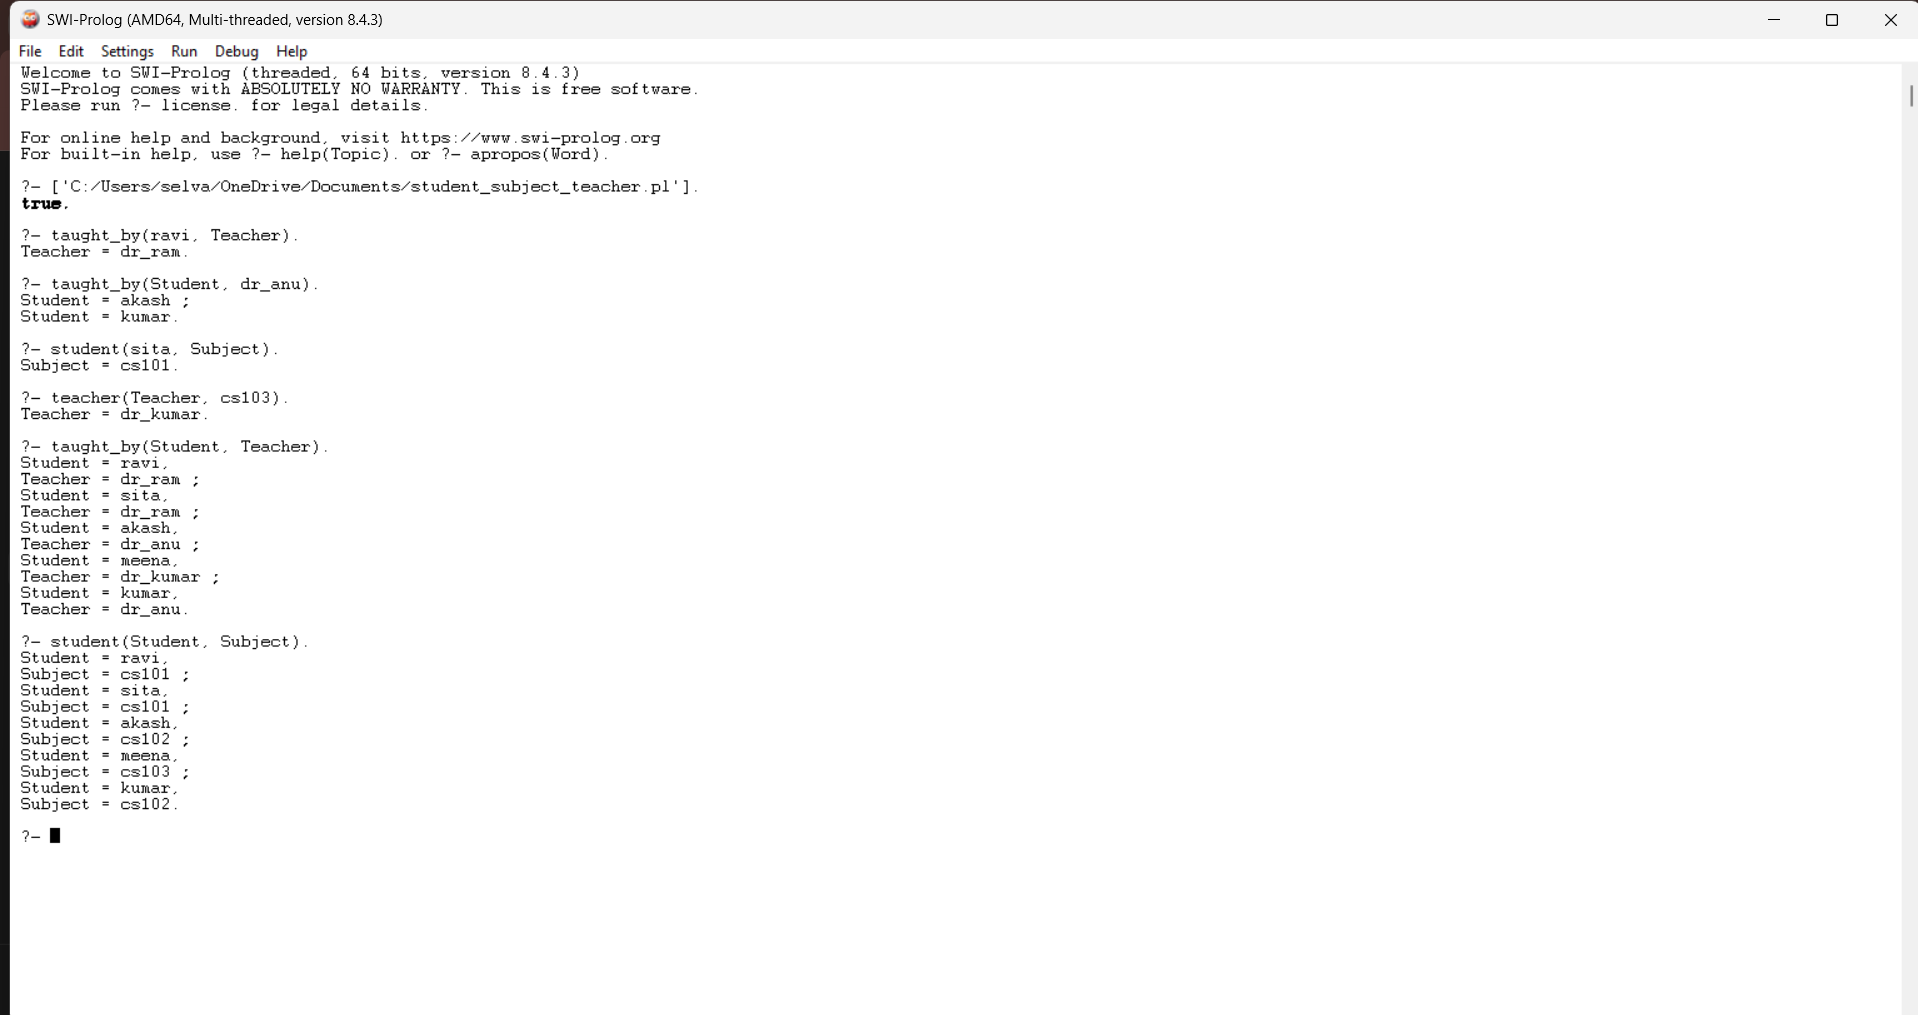 SWI-Prolog (AMD64, Multi-threaded, version 8.4.3)
File Edit Settings Run Debug Help
Welcome to SWI-Prolog (threaded, 64 bits, version 8.4.3)
SWI-Prolog comes with ABSOLUTELY NO WARRANTY. This is free software.
Please run ?- license. for legal details.
For online help and background, visit https://www.swi-prolog.org
For built-in help, use ?- help(Topic). or ?- apropos(Word).
?- ['C:/Users/selva/OneDrive/Documents/student_subject_teacher.pl'].
true.
?- taught_by(ravi, Teacher).
Teacher = dr_ram.
?- taught_by(Student, dr_anu).
Student = akash ;
Student = kumar.
?- student(sita, Subject).
Subject = cs101.
?- teacher(Teacher, cs103).
Teacher = dr_kumar.
?- taught_by(Student, Teacher).
Student = ravi,
Teacher = dr_ram ;
Student = sita,
Teacher = dr_ram ;
Student = akash,
Teacher = dr_anu ;
Student = meena,
Teacher = dr_kumar ;
Student = kumar,
Teacher = dr_anu.
?- student(Student, Subject).
Student = ravi,
Subject = cs101 ;
Student = sita,
Subject = cs101 ;
Student = akash,
Subject = cs102 ;
Student = meena,
Subject = cs103 ;
Student = kumar,
Subject = cs102.
?-